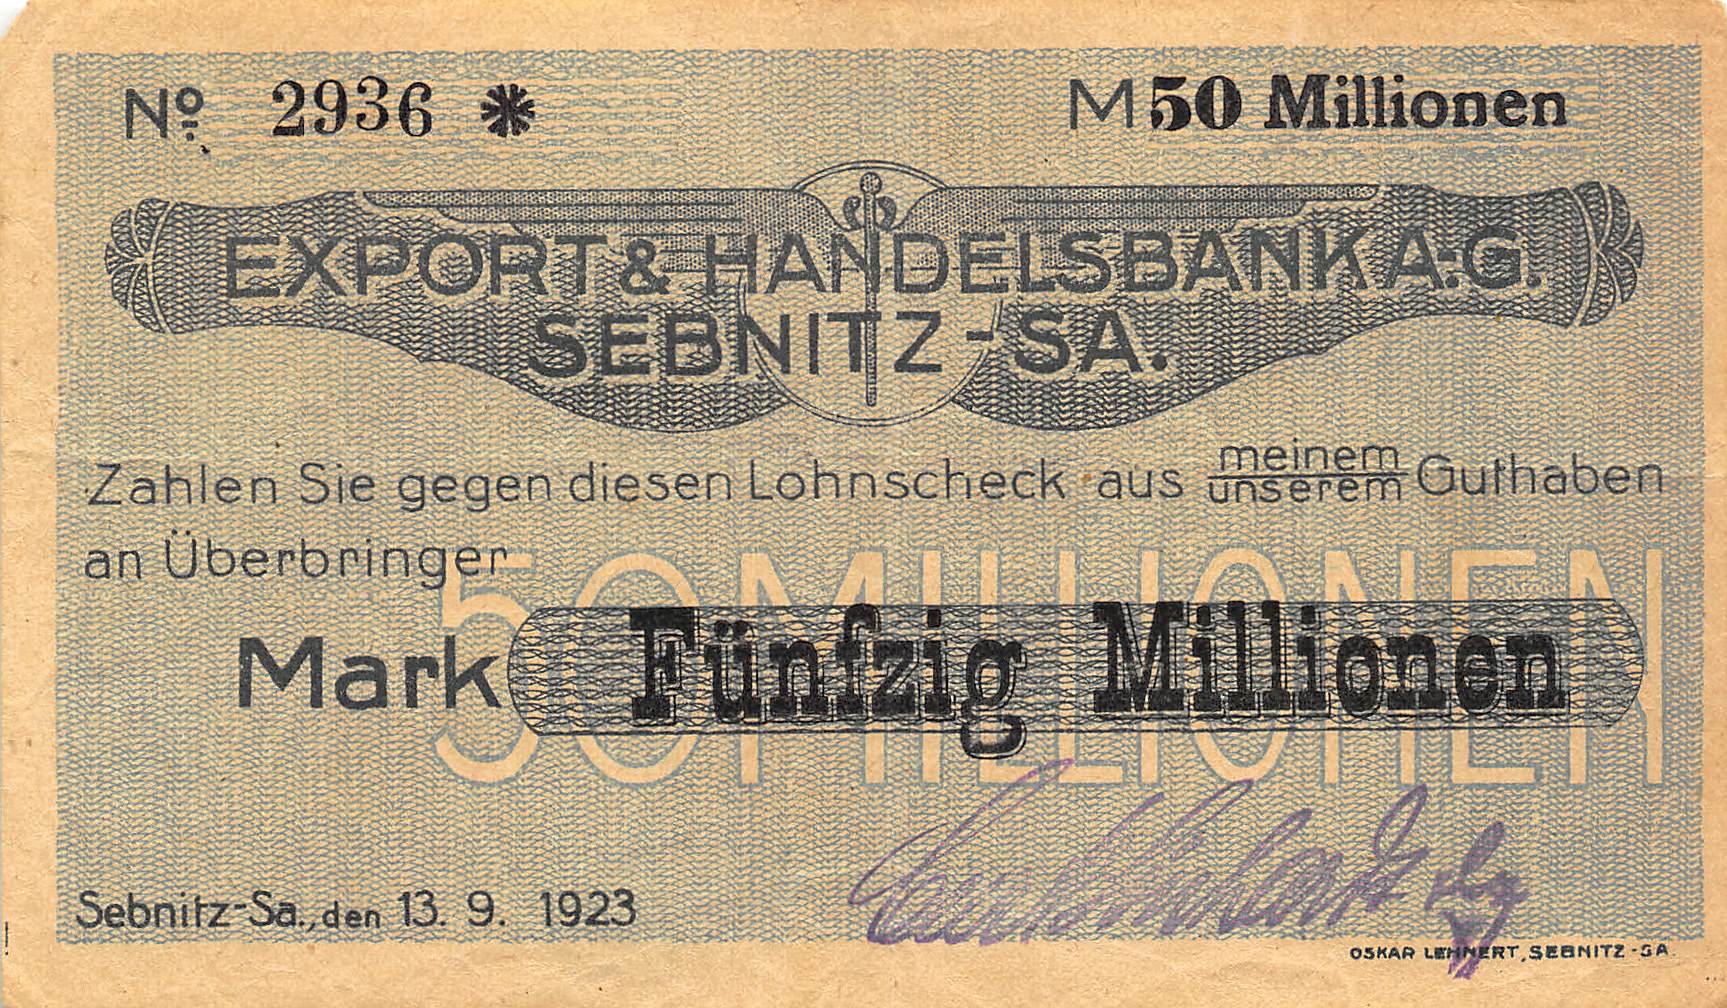 Nº 2936 * M 50 Millionen
EXPORT & HANDELSBANK A.-G.
SEBNITZ-SA.
Zahlen Sie gegen diesen Lohnscheck aus meinem/unserem Guthaben
an Überbringer
50 MILLIONEN
Mark Fünfzig Millionen
Sebnitz-Sa., den 13. 9. 1923
OSKAR LEHNERT, SEBNITZ-SA.